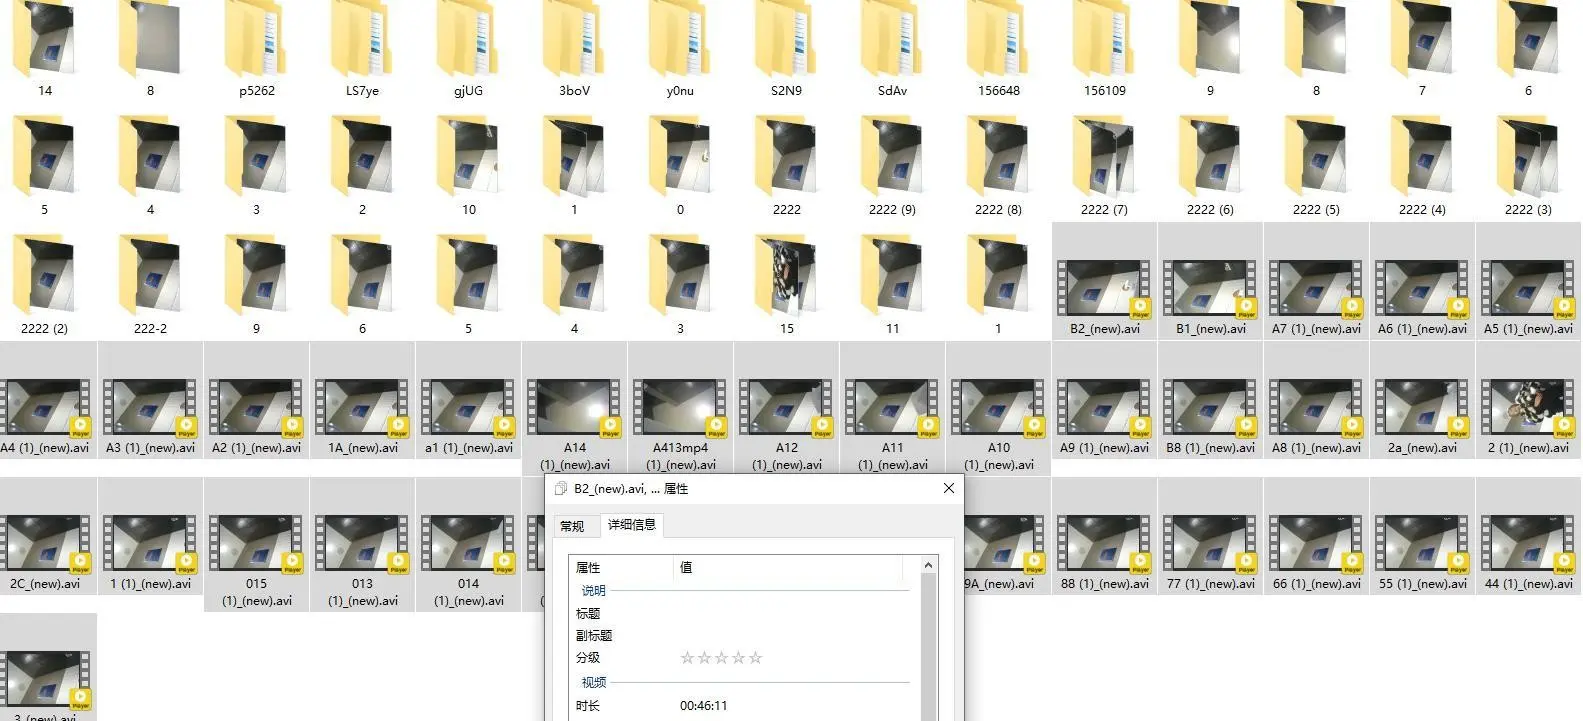 14 8 p5262 LS7ye gjUG 3boV y0nu S2N9 SdAv 156648 156109 9 8 7 6
5 4 3 2 10 1 0 2222 2222 (9) 2222 (8) 2222 (7) 2222 (6) 2222 (5) 2222 (4) 2222 (3)
2222 (2) 222-2 9 6 5 4 3 15 11 1 B2_(new).avi B1_(new).avi A7 (1)_(new).avi A6 (1)_(new).avi A5 (1)_(new).avi
A4 (1)_(new).avi A3 (1)_(new).avi A2 (1)_(new).avi 1A_(new).avi a1 (1)_(new).avi A14 A413mp4 A12 A11 A10 A9 (1)_(new).avi B8 (1)_(new).avi A8 (1)_(new).avi 2a_(new).avi 2 (1)_(new).avi
(1)_(new).avi (1)_(new).avi (1)_(new).avi (1)_(new).avi (1)_(new).avi
B2_(new).avi, ... 属性
常规 详细信息
属性 值
说明
标题
副标题
分级
视频
时长 00:46:11
2C_(new).avi 1 (1)_(new).avi 015 013 014 9A_(new).avi 88 (1)_(new).avi 77 (1)_(new).avi 66 (1)_(new).avi 55 (1)_(new).avi 44 (1)_(new).avi
(1)_(new).avi (1)_(new).avi (1)_(new).avi
3_(new).avi